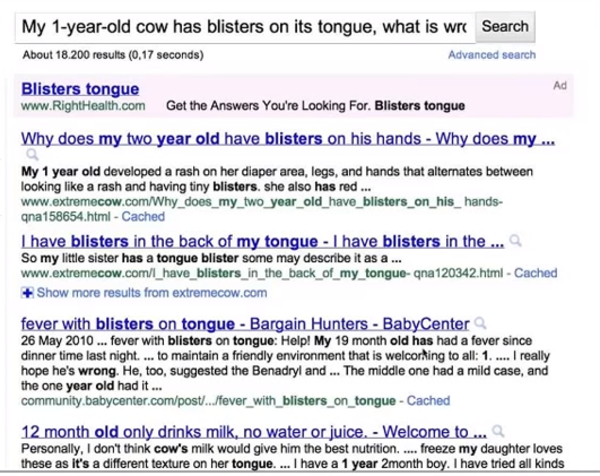 My 1-year-old cow has blisters on its tongue, what is wrc Search
About 18.200 results (0,17 seconds) Advanced search
Blisters tongue Ad
www.RightHealth.com Get the Answers You're Looking For. Blisters tongue
Why does my two year old have blisters on his hands - Why does my ...
My 1 year old developed a rash on her diaper area, legs, and hands that alternates between
looking like a rash and having tiny blisters. she also has red ...
www.extremecow.com/Why_does_my_two_year_old_have_blisters_on_his_ hands-
qna158654.html - Cached
I have blisters in the back of my tongue - I have blisters in the ...
So my little sister has a tongue blister some may describe it as a ...
www.extremecow.com/I_have_blisters_in_the_back_of_my_tongue- qna120342.html - Cached
Show more results from extremecow.com
fever with blisters on tongue - Bargain Hunters - BabyCenter
26 May 2010 ... fever with blisters on tongue: Help! My 19 month old has had a fever since
dinner time last night. ... to maintain a friendly environment that is welcoming to all: 1. .... I really
hope he's wrong. He, too, suggested the Benadryl and ... The middle one had a mild case, and
the one year old had it ...
community.babycenter.com/post/.../fever_with_blisters_on_tongue - Cached
12 month old only drinks milk, no water or juice. - Welcome to ...
Personally, I don't think cow's milk would give him the best nutrition. .... freeze my daughter loves
these as it's a different texture on her tongue. ... I have a 1 year 2month boy. I have tried all kinds